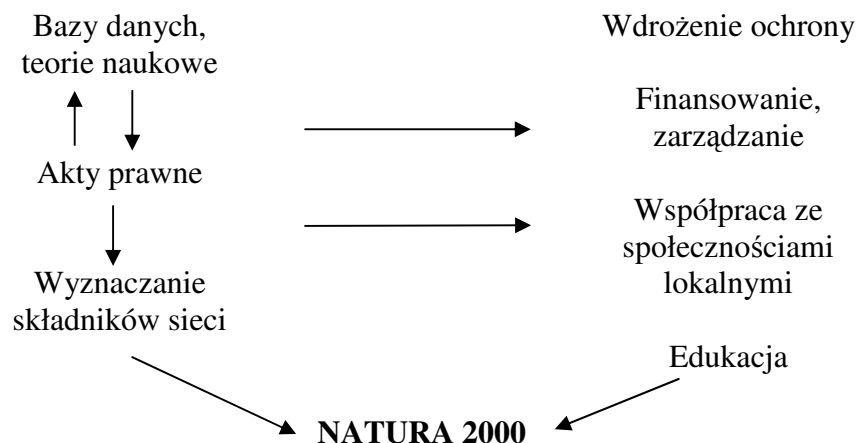 Bazy danych,
teorie naukowe
Akty prawne
Wyznaczanie
składników sieci
Wdrożenie ochrony
Finansowanie,
zarządzanie
Współpraca ze
społecznościami
lokalnymi
Edukacja
NATURA 2000